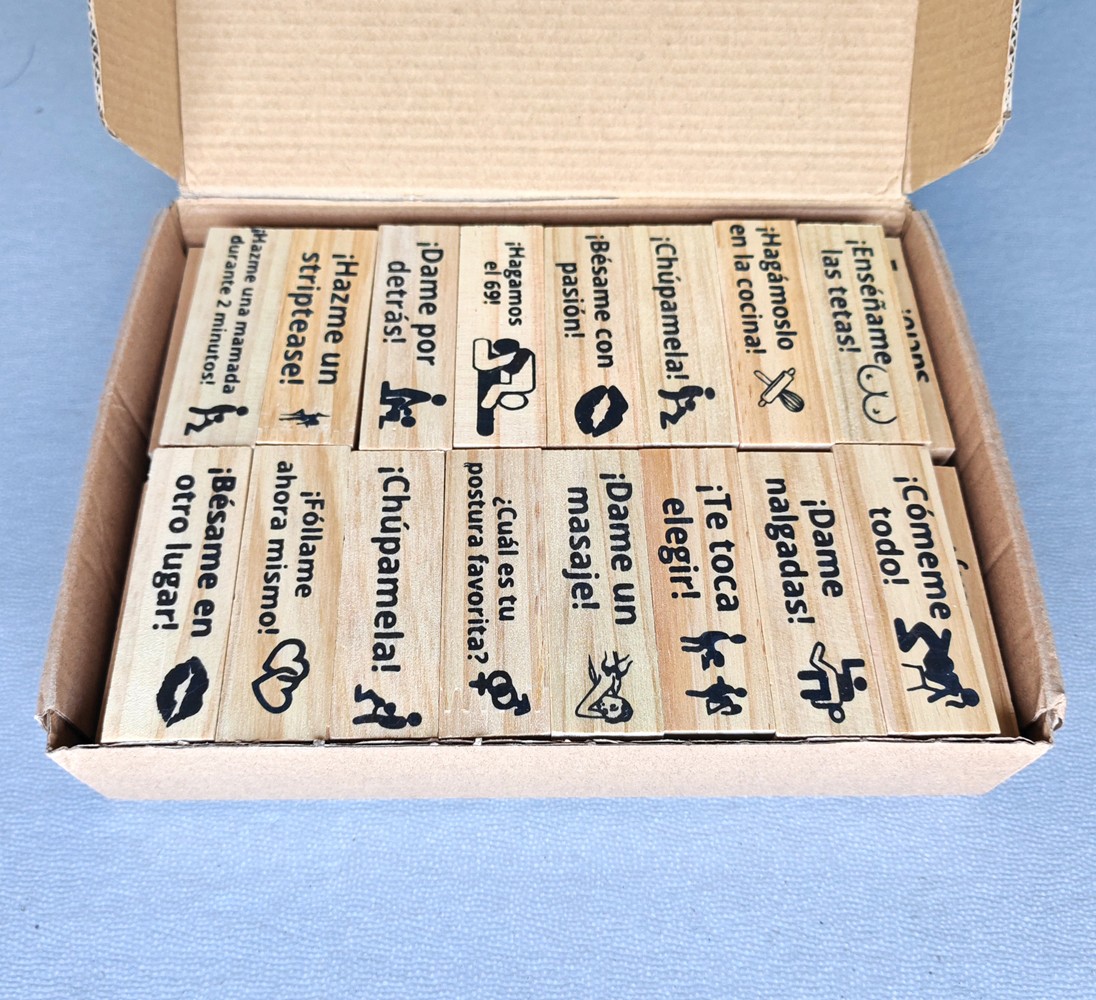 ¡Hazme una mamada
durante 2 minutos!
¡Hazme un
striptease!
¡Dame por
detrás!
¡Hagamos
el 69!
¡Bésame con
pasión!
¡Chúpamela!
¡Hagámoslo
en la cocina!
¡Enséñame
las tetas!
¡Bésame en
otro lugar!
¡Fóllame
ahora mismo!
¡Chúpamela!
¿Cuál es tu
postura favorita?
¡Dame un
masaje!
¡Te toca
elegir!
¡Dame
nalgadas!
¡Cómeme
todo!